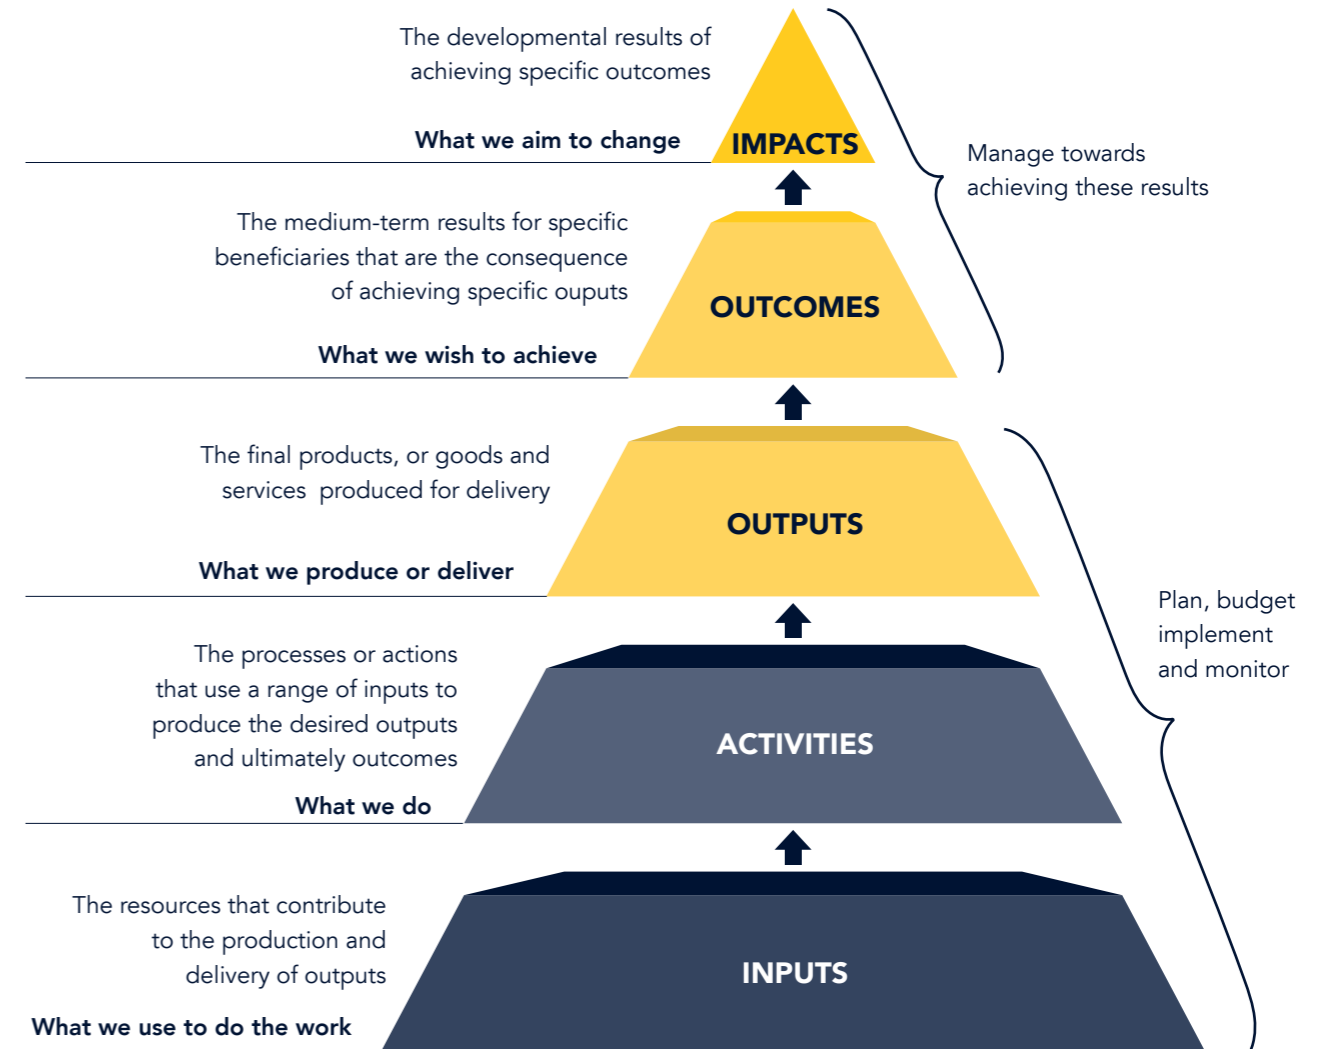 The developmental results of
achieving specific outcomes
What we aim to change
IMPACTS
Manage towards
achieving these results
The medium-term results for specific
beneficiaries that are the consequence
of achieving specific ouputs
What we wish to achieve
OUTCOMES
The final products, or goods and
services produced for delivery
What we produce or deliver
OUTPUTS
Plan, budget
implement
and monitor
The processes or actions
that use a range of inputs to
produce the desired outputs
and ultimately outcomes
What we do
ACTIVITIES
The resources that contribute
to the production and
delivery of outputs
What we use to do the work
INPUTS